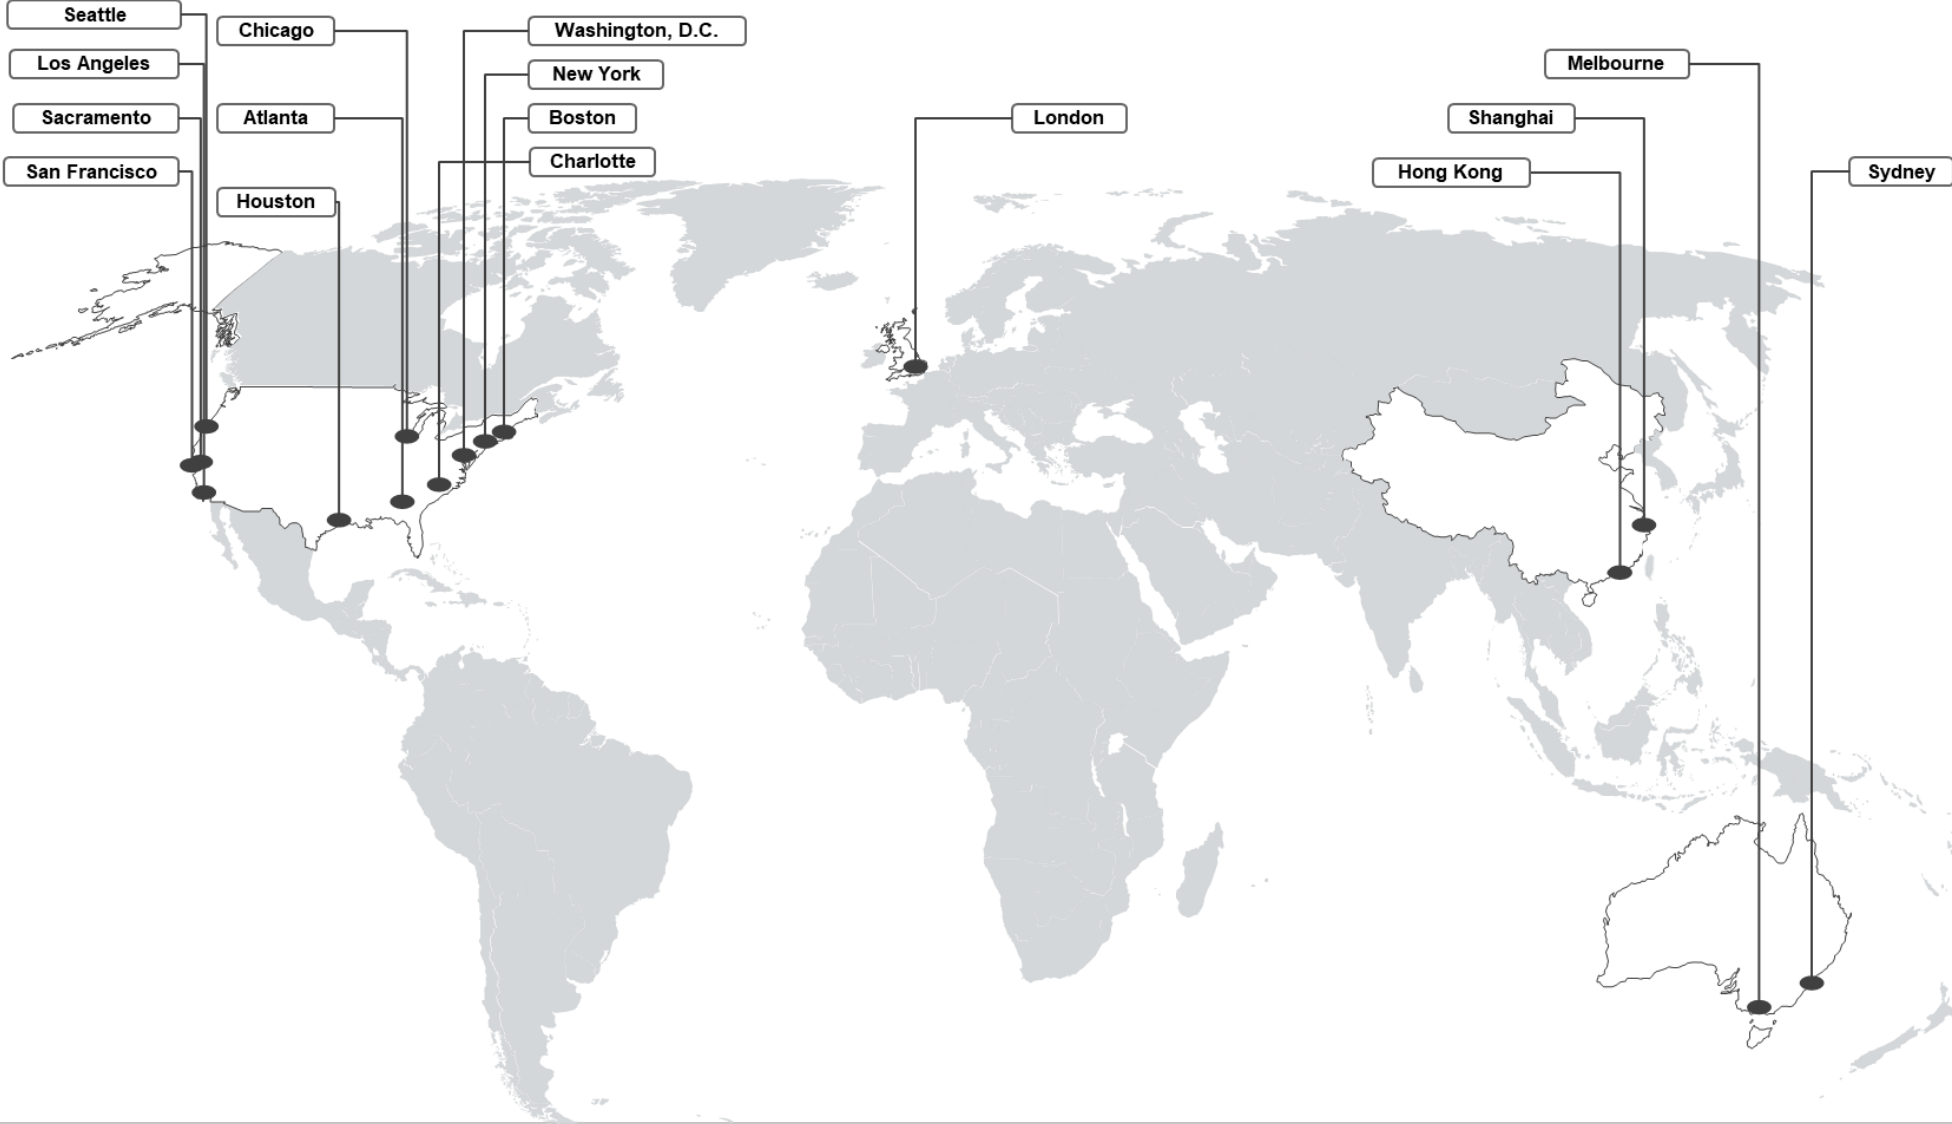 Seattle
Chicago
Washington, D.C.
Los Angeles
New York
Melbourne
Sacramento
Atlanta
Boston
London
Shanghai
Charlotte
San Francisco
Hong Kong
Sydney
Houston